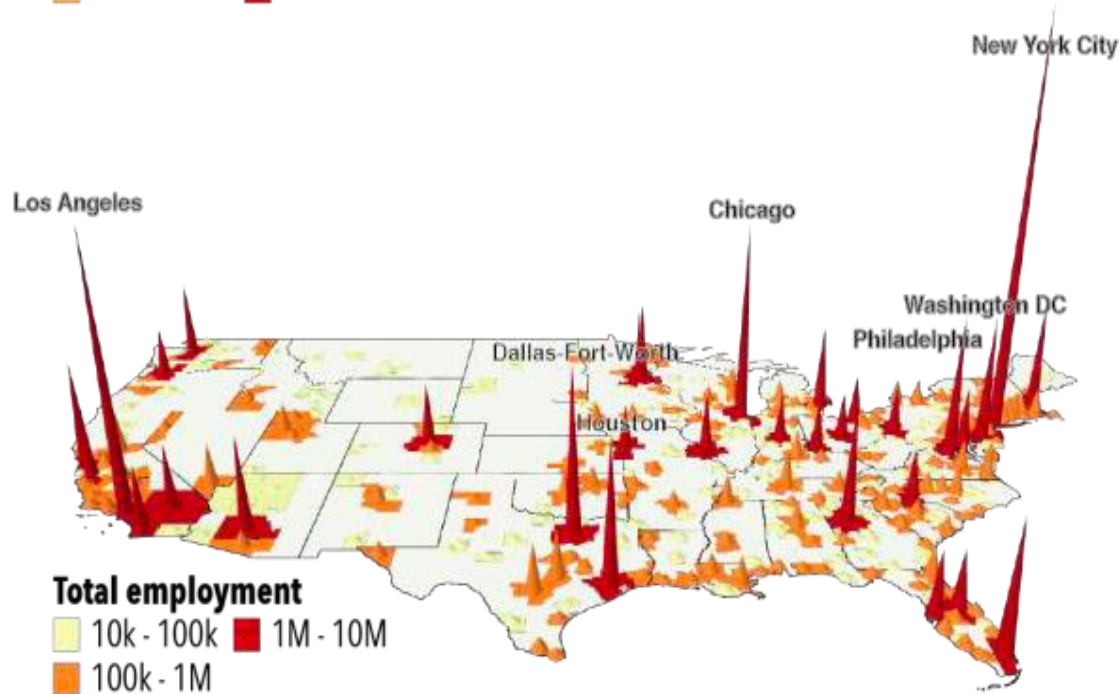 New York City
Los Angeles
Chicago
Washington DC
Philadelphia
Dallas-Fort-Worth
Houston
Total employment
10k - 100k 1M - 10M
100k - 1M